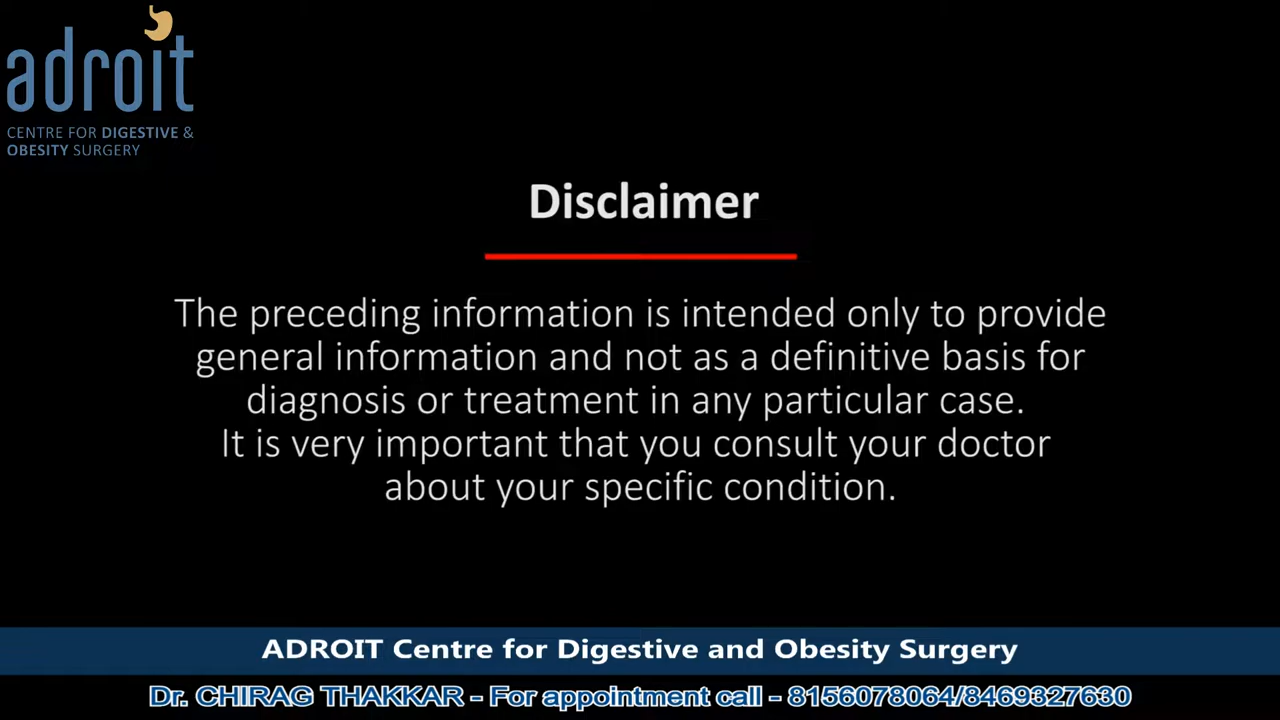 adroit
CENTRE FOR DIGESTIVE &
OBESITY SURGERY
Disclaimer
The preceding information is intended only to provide
general information and not as a definitive basis for
diagnosis or treatment in any particular case.
It is very important that you consult your doctor
about your specific condition.
ADROIT Centre for Digestive and Obesity Surgery
Dr. CHIRAG THAKKAR - For appointment call - 8156078064/8469327630